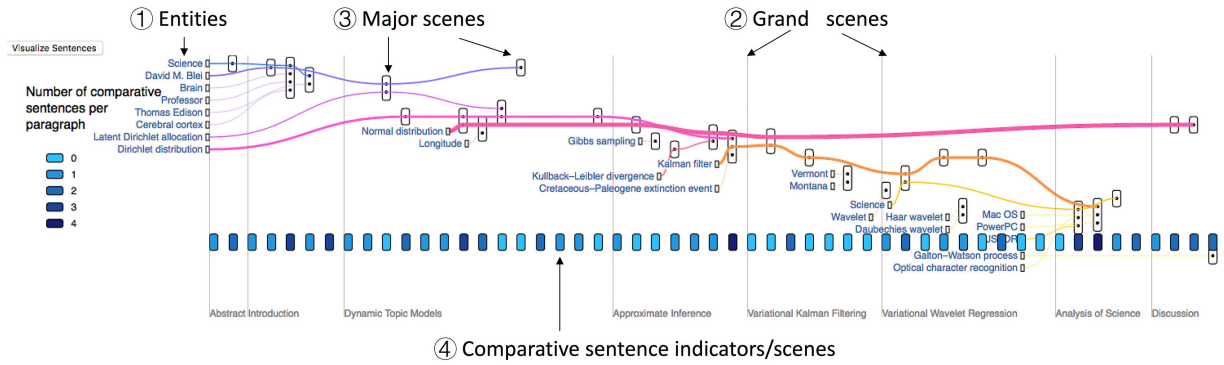 ① Entities
③ Major scenes
② Grand scenes
Visualize Sentences
Number of comparative
sentences per
paragraph
0
1
2
3
4
Science
David M. Blei
Brain
Professor
Thomas Edison
Cerebral cortex
Latent Dirichlet allocation
Dirichlet distribution
Normal distribution
Longitude
Gibbs sampling
Kalman filter
Kullback–Leibler divergence
Cretaceous–Paleogene extinction event
Vermont
Montana
Science
Wavelet
Haar wavelet
Daubechies wavelet
Mac OS
PowerPC
Galton–Watson process
Optical character recognition
Abstract
Introduction
Dynamic Topic Models
Approximate Inference
Variational Kalman Filtering
Variational Wavelet Regression
Analysis of Science
Discussion
④ Comparative sentence indicators/scenes